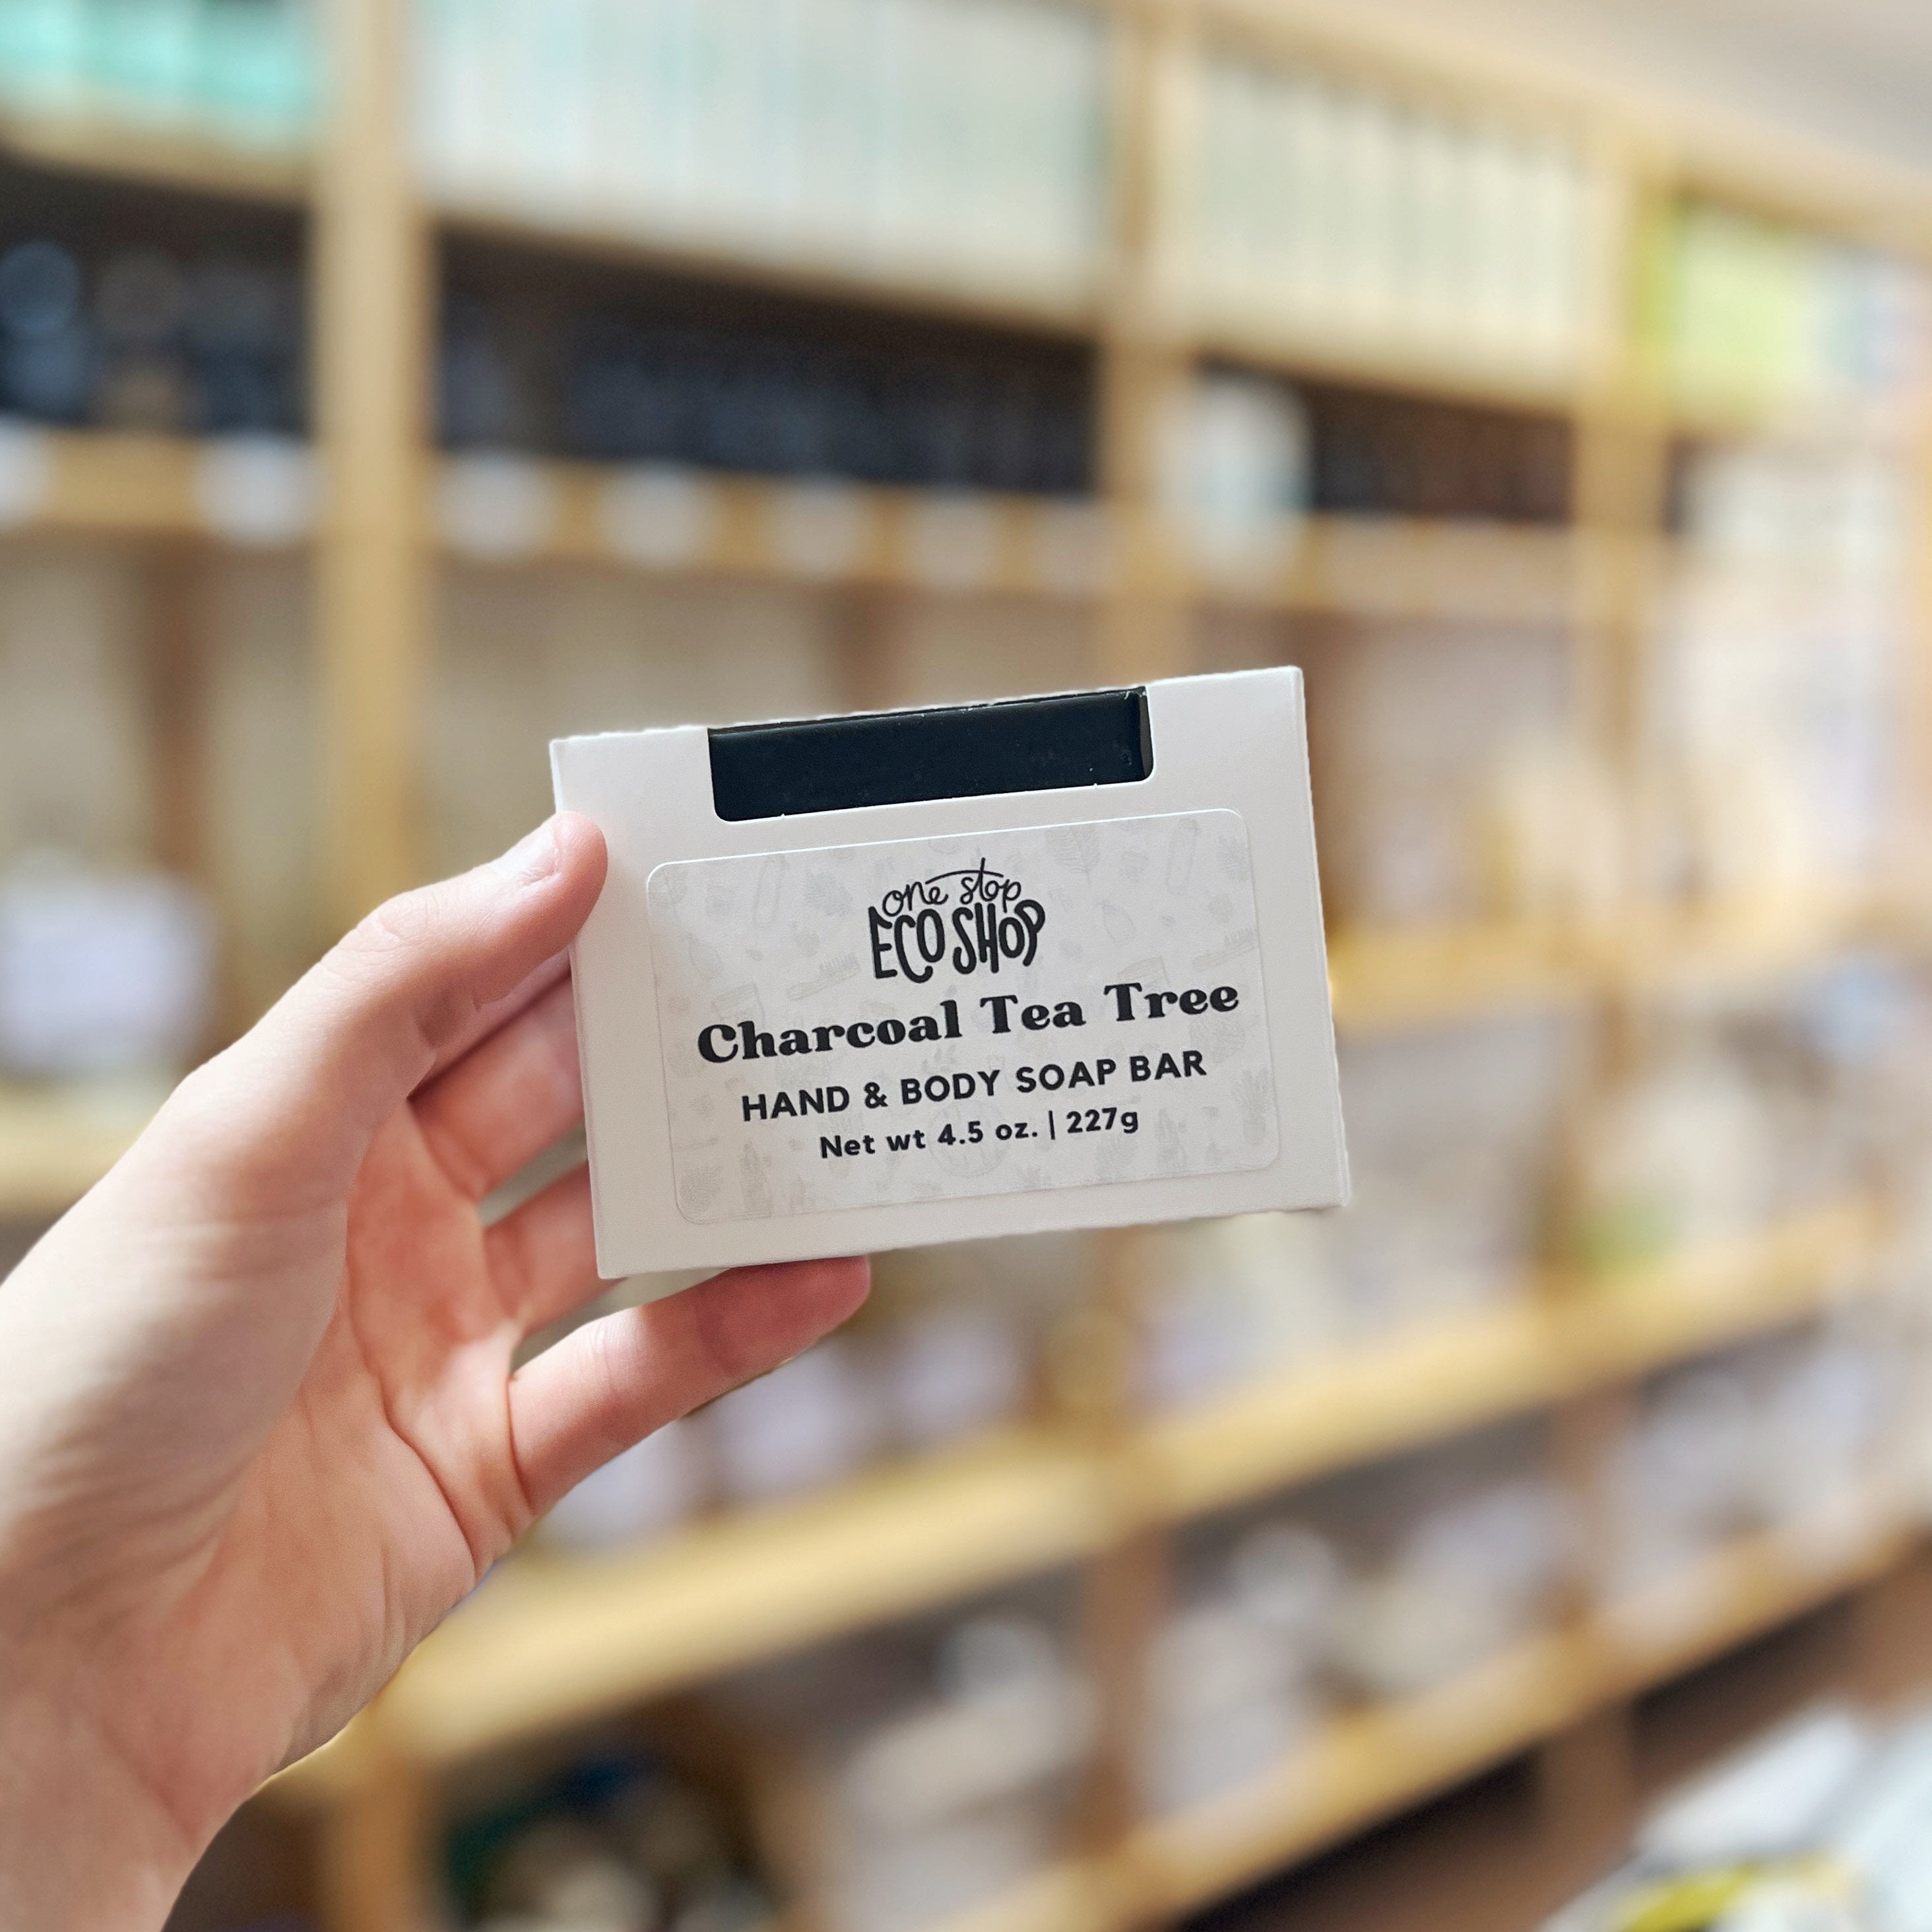 one stop
ECO SHOP
Charcoal Tea Tree
HAND & BODY SOAP BAR
Net wt 4.5 oz. | 227g